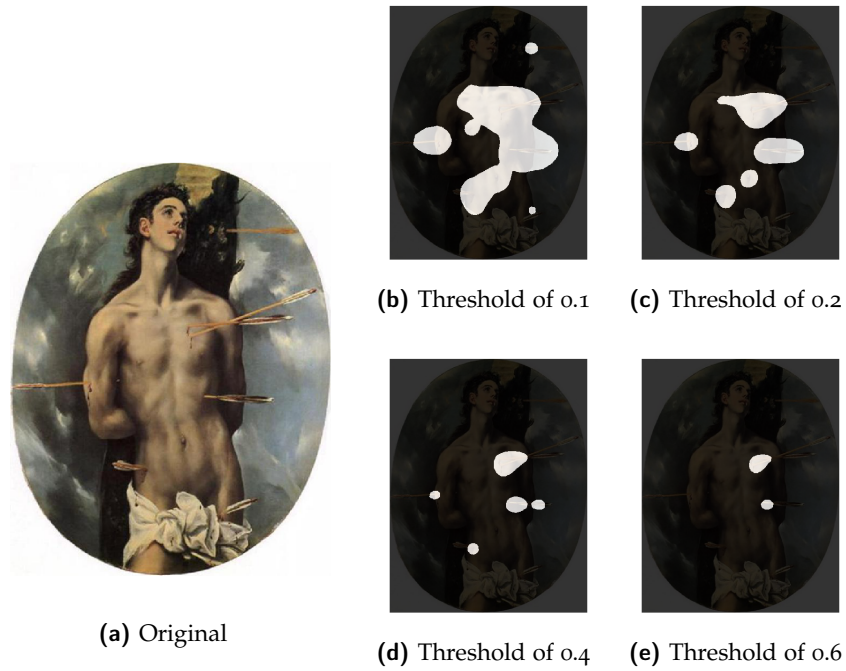 (b) Threshold of 0.1
(c) Threshold of 0.2
(a) Original
(d) Threshold of 0.4
(e) Threshold of 0.6